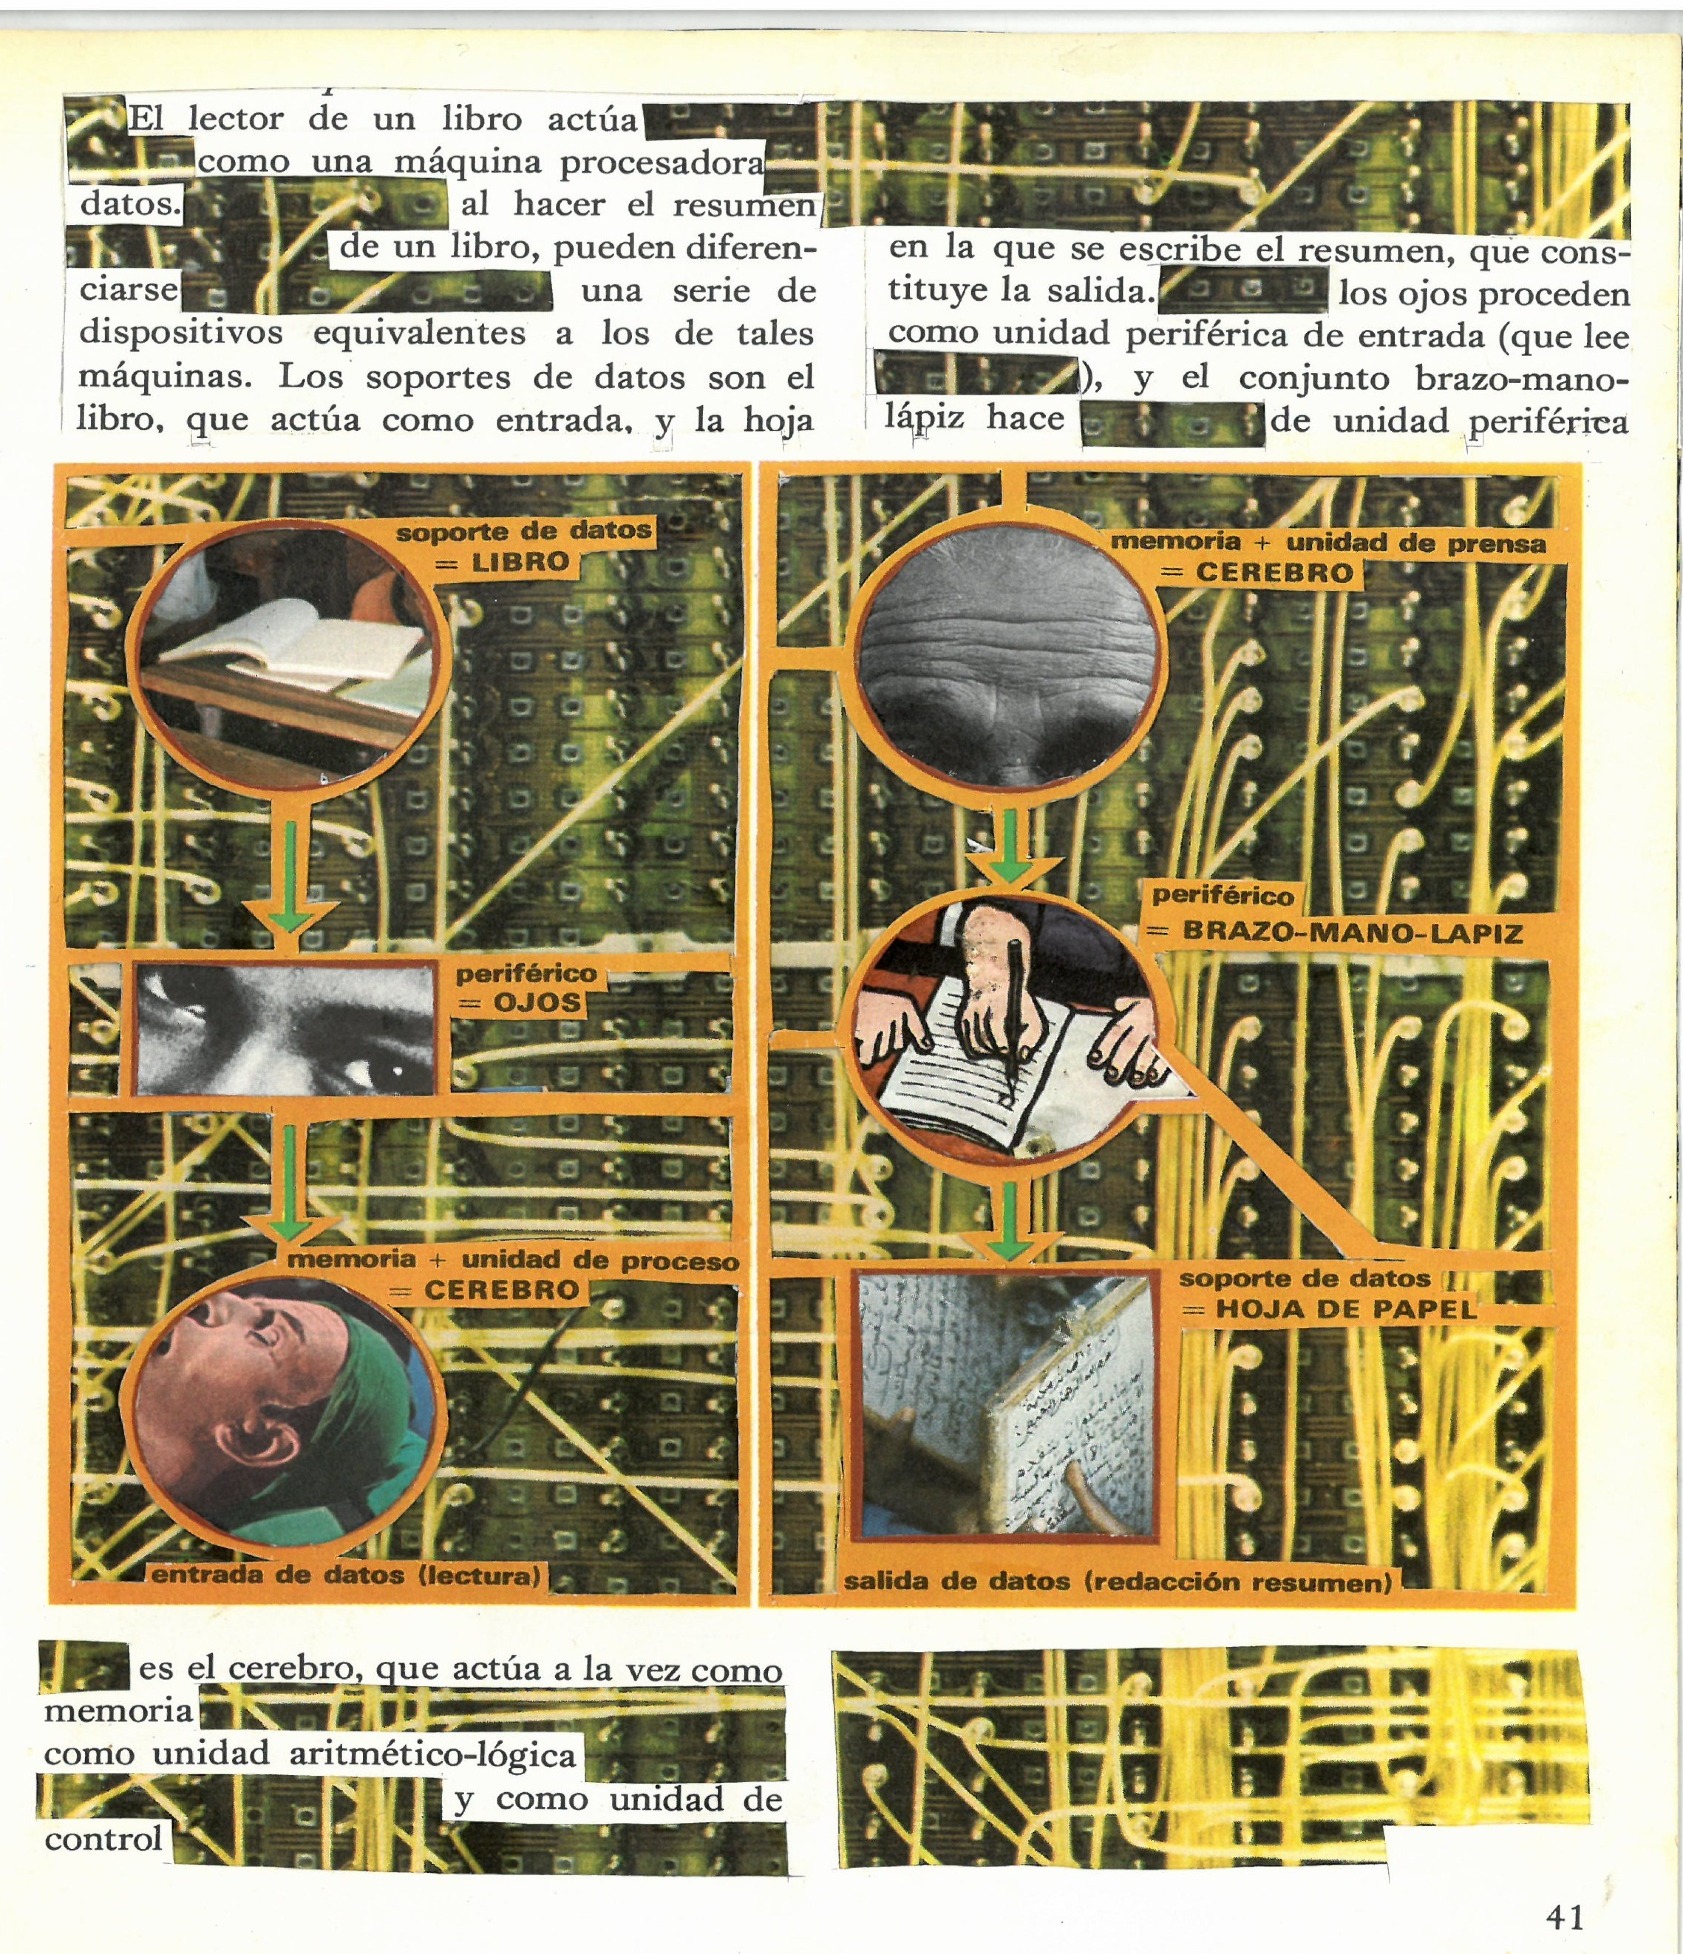 El lector de un libro actúa
como una máquina procesadora
datos. al hacer el resumen
de un libro, pueden diferen-
ciarse una serie de
dispositivos equivalentes a los de tales
máquinas. Los soportes de datos son el
libro, que actúa como entrada, y la hoja
en la que se escribe el resumen, que cons-
tituye la salida. los ojos proceden
como unidad periférica de entrada (que lee
), y el conjunto brazo-mano-
lápiz hace de unidad periférica
soporte de datos
= LIBRO
periférico
= OJOS
memoria + unidad de proceso
= CEREBRO
entrada de datos (lectura)
memoria + unidad de prensa
= CEREBRO
periférico
= BRAZO-MANO-LAPIZ
soporte de datos
= HOJA DE PAPEL
salida de datos (redacción resumen)
es el cerebro, que actúa a la vez como
memoria
como unidad aritmético-lógica
y como unidad de
control
41